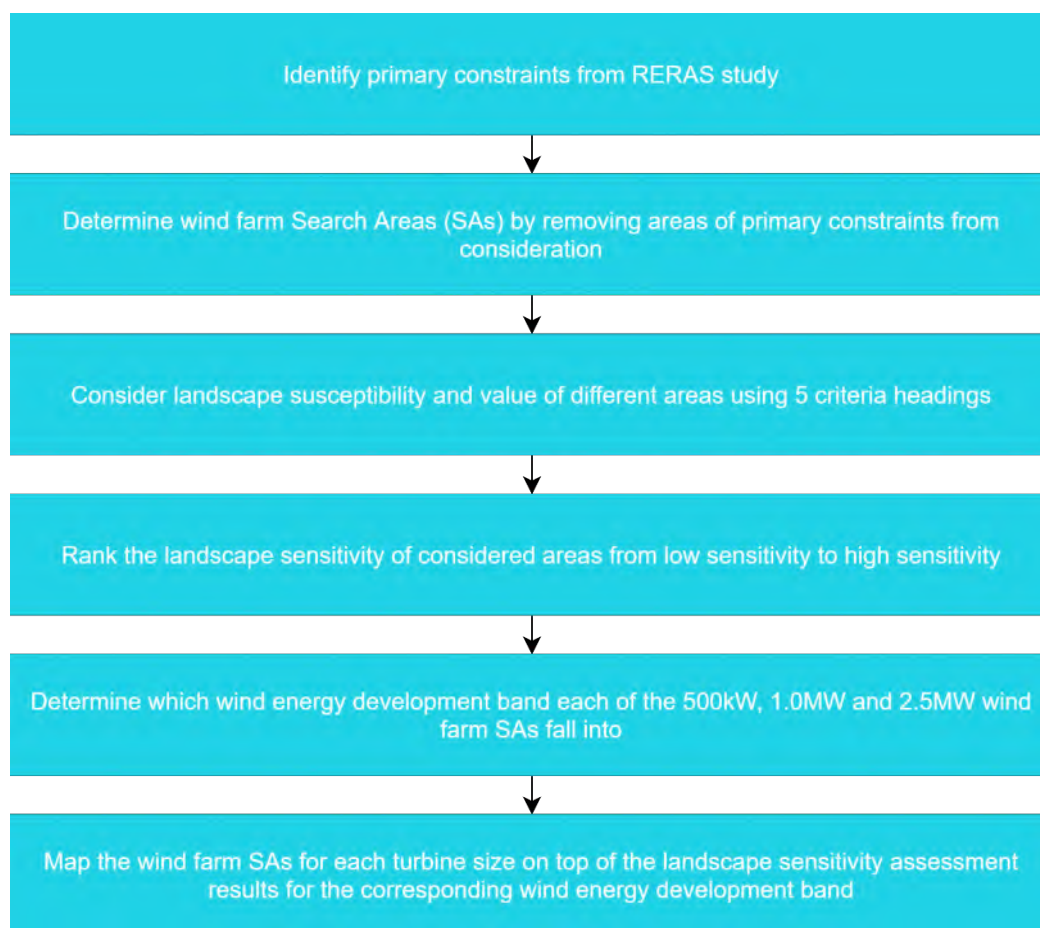 Identify primary constraints from RERAS study
Determine wind farm Search Areas (SAs) by removing areas of primary constraints from
consideration
Consider landscape susceptibility and value of different areas using 5 criteria headings
Rank the landscape sensitivity of considered areas from low sensitivity to high sensitivity
Determine which wind energy development band each of the 500kW, 1.0MW and 2.5MW wind
farm SAs fall into
Map the wind farm SAs for each turbine size on top of the landscape sensitivity assessment
results for the corresponding wind energy development band